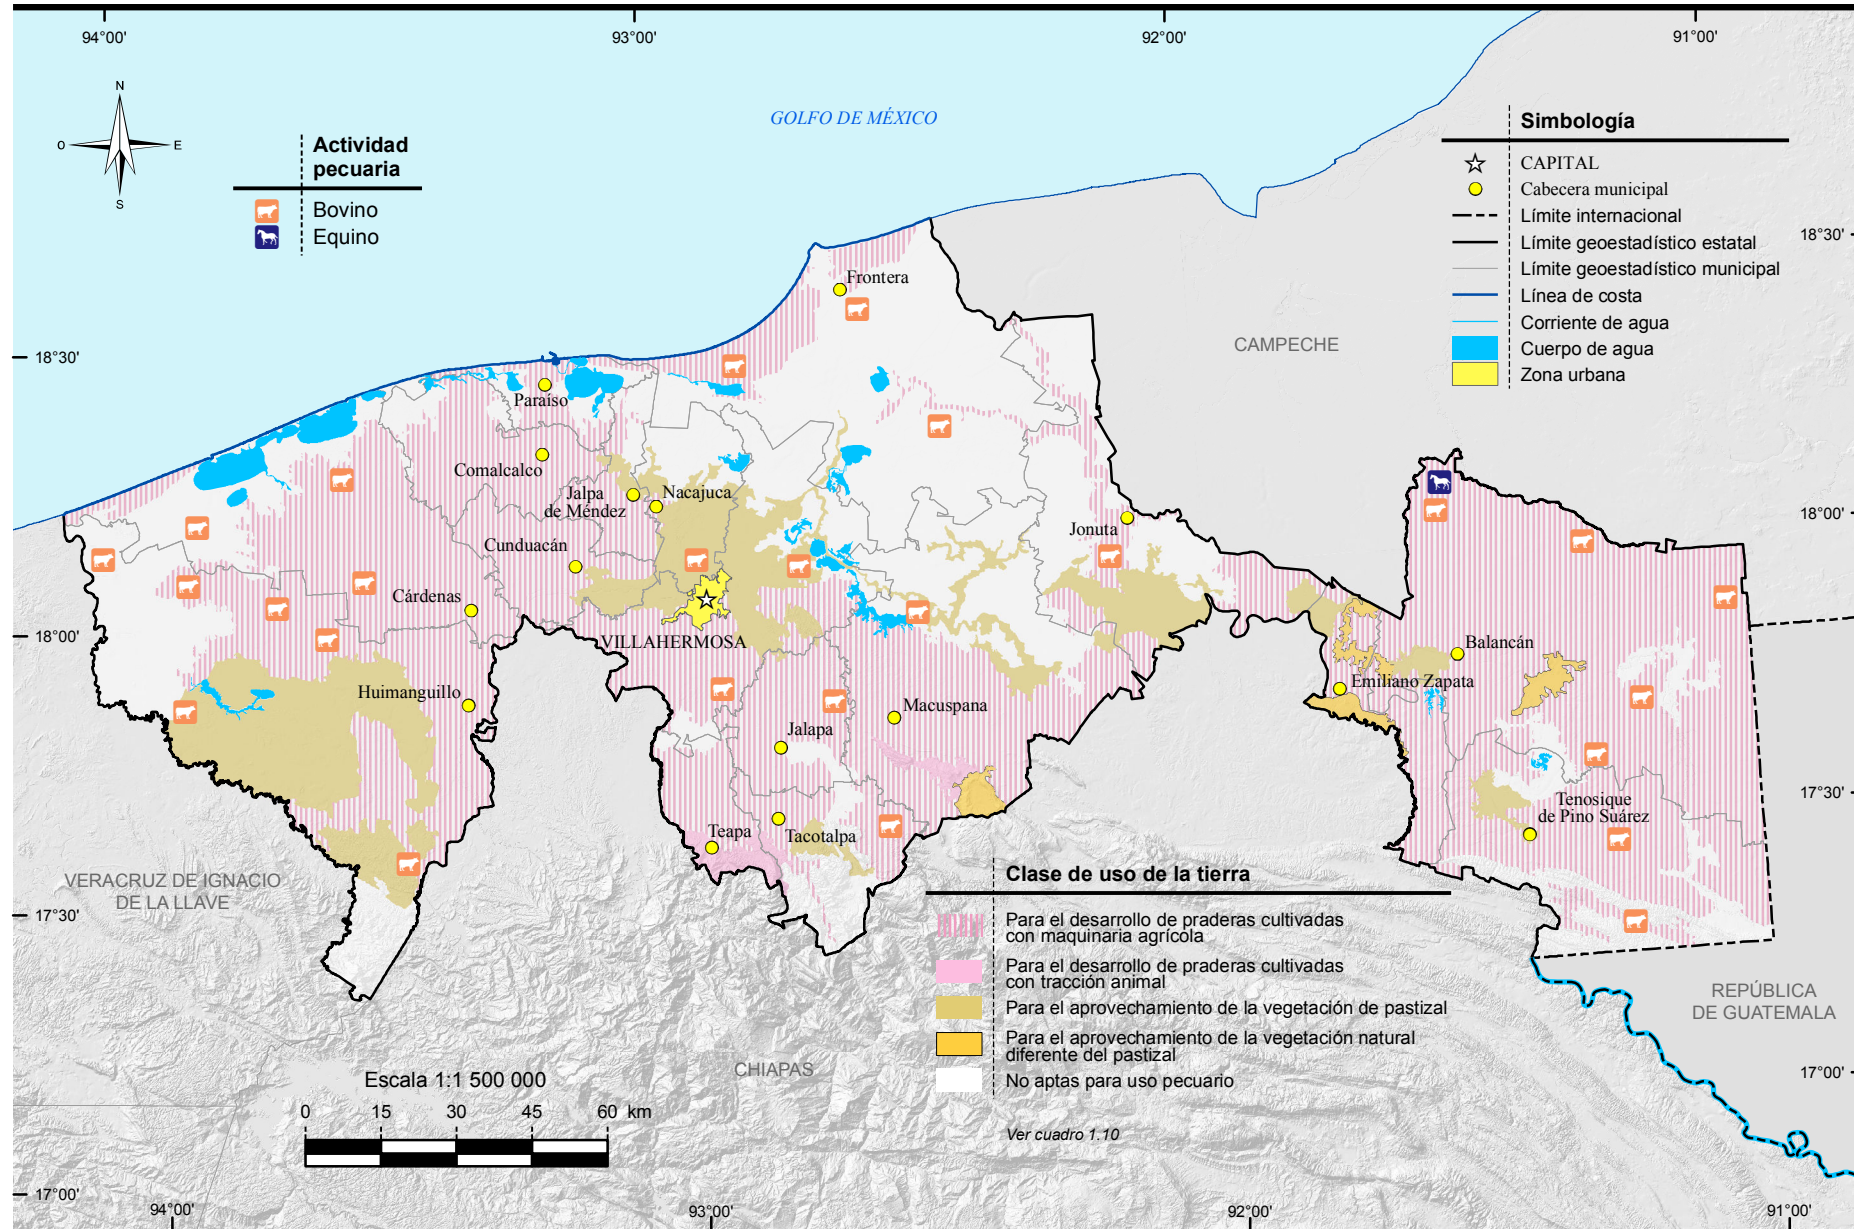 94°00'
93°00'
92°00'
91°00'
N
O
E
S
Actividad
pecuaria
Bovino
Equino
GOLFO DE MÉXICO
Simbología
CAPITAL
Cabecera municipal
Límite internacional
Límite geoestadístico estatal
Límite geoestadístico municipal
Línea de costa
Corriente de agua
Cuerpo de agua
Zona urbana
18°30'
18°00'
17°30'
17°00'
18°30'
18°00'
17°30'
17°00'
Frontera
CAMPECHE
Paraíso
Comalcalco
Jalpa
de Méndez
Nacajuca
Jonuta
Cunduacán
Cárdenas
VILLAHERMOSA
Balancán
Emiliano Zapata
Huimanguillo
Macuspana
Jalapa
Teapa
Tacotalpa
Tenosique
de Pino Suárez
VERACRUZ DE IGNACIO
DE LA LLAVE
CHIAPAS
REPÚBLICA
DE GUATEMALA
Clase de uso de la tierra
Para el desarrollo de praderas cultivadas
con maquinaria agrícola
Para el desarrollo de praderas cultivadas
con tracción animal
Para el aprovechamiento de la vegetación de pastizal
Para el aprovechamiento de la vegetación natural
diferente del pastizal
No aptas para uso pecuario
Ver cuadro 1.10
Escala 1:1 500 000
0 15 30 45 60 km
94°00'
93°00'
92°00'
91°00'